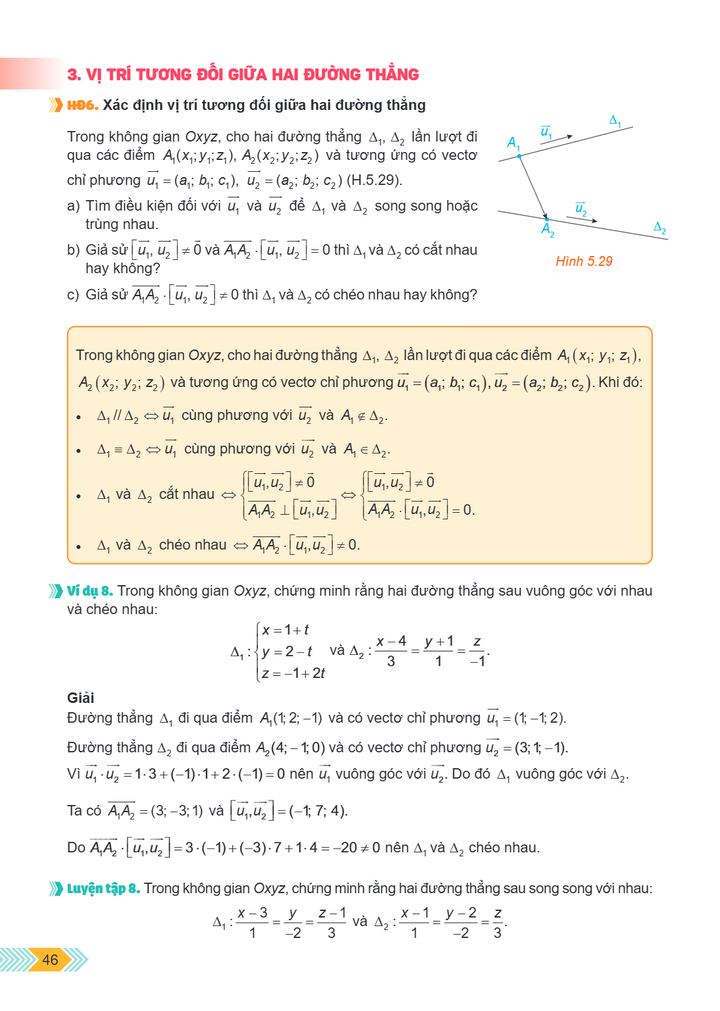 3. VỊ TRÍ TƯƠNG ĐỐI GIỮA HAI ĐƯỜNG THẲNG
HĐ6. Xác định vị trí tương đối giữa hai đường thẳng
Trong không gian Oxyz, cho hai đường thẳng Δ₁, Δ₂ lần lượt đi
qua các điểm A₁(x₁; y₁; z₁), A₂(x₂; y₂; z₂) và tương ứng có vectơ
chỉ phương u₁→ = (a₁; b₁; c₁), u₂→ = (a₂; b₂; c₂) (H.5.29).
a) Tìm điều kiện đối với u₁→ và u₂→ để Δ₁ và Δ₂ song song hoặc
trùng nhau.
b) Giả sử [u₁→, u₂→] ≠ 0→ và A₁A₂→ · [u₁→, u₂→] = 0 thì Δ₁ và Δ₂ có cắt nhau
hay không?
c) Giả sử A₁A₂→ · [u₁→, u₂→] ≠ 0 thì Δ₁ và Δ₂ có chéo nhau hay không?
A₁ u₁→ Δ₁
A₂ u₂→ Δ₂
Hình 5.29
Trong không gian Oxyz, cho hai đường thẳng Δ₁, Δ₂ lần lượt đi qua các điểm A₁(x₁; y₁; z₁),
A₂(x₂; y₂; z₂) và tương ứng có vectơ chỉ phương u₁→ = (a₁; b₁; c₁), u₂→ = (a₂; b₂; c₂). Khi đó:
• Δ₁ // Δ₂ ⇔ u₁→ cùng phương với u₂→ và A₁ ∉ Δ₂.
• Δ₁ ≡ Δ₂ ⇔ u₁→ cùng phương với u₂→ và A₁ ∈ Δ₂.
• Δ₁ và Δ₂ cắt nhau ⇔ { [u₁→, u₂→] ≠ 0→; A₁A₂→ ⊥ [u₁→, u₂→] ⇔ { [u₁→, u₂→] ≠ 0→; A₁A₂→ · [u₁→, u₂→] = 0.
• Δ₁ và Δ₂ chéo nhau ⇔ A₁A₂→ · [u₁→, u₂→] ≠ 0.
Ví dụ 8. Trong không gian Oxyz, chứng minh rằng hai đường thẳng sau vuông góc với nhau
và chéo nhau:
Δ₁ : { x = 1 + t; y = 2 − t; z = −1 + 2t và Δ₂ : (x − 4)/3 = (y + 1)/1 = z/−1.
Giải
Đường thẳng Δ₁ đi qua điểm A₁(1; 2; −1) và có vectơ chỉ phương u₁→ = (1; −1; 2).
Đường thẳng Δ₂ đi qua điểm A₂(4; −1; 0) và có vectơ chỉ phương u₂→ = (3; 1; −1).
Vì u₁→ · u₂→ = 1·3 + (−1)·1 + 2·(−1) = 0 nên u₁→ vuông góc với u₂→. Do đó Δ₁ vuông góc với Δ₂.
Ta có A₁A₂→ = (3; −3; 1) và [u₁→, u₂→] = (−1; 7; 4).
Do A₁A₂→ · [u₁→, u₂→] = 3·(−1) + (−3)·7 + 1·4 = −20 ≠ 0 nên Δ₁ và Δ₂ chéo nhau.
Luyện tập 8. Trong không gian Oxyz, chứng minh rằng hai đường thẳng sau song song với nhau:
Δ₁ : (x − 3)/1 = y/−2 = (z − 1)/3 và Δ₂ : (x − 1)/1 = (y − 2)/−2 = z/3.
46